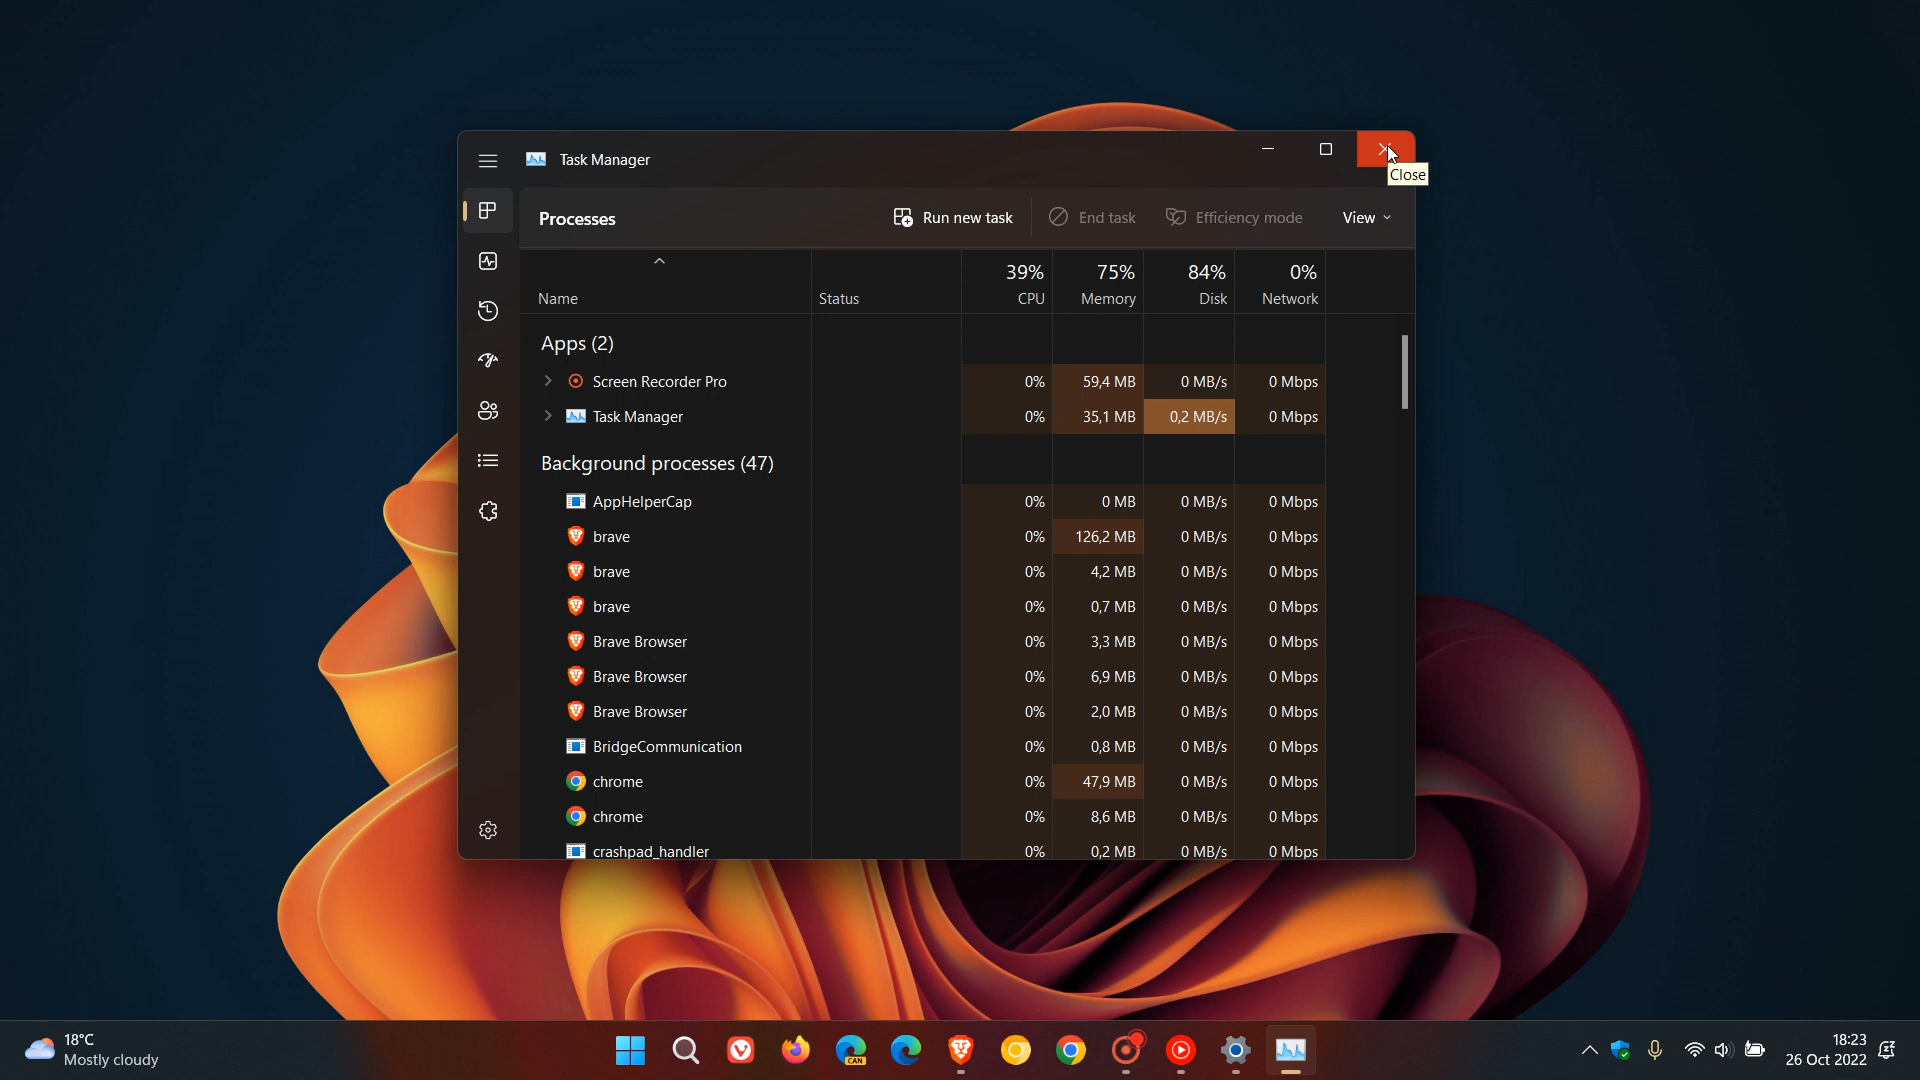 Task Manager
Close
Processes
Run new task
End task
Efficiency mode
View
39% 75% 84% 0%
Name Status CPU Memory Disk Network
Apps (2)
Screen Recorder Pro 0% 59,4 MB 0 MB/s 0 Mbps
Task Manager 0% 35,1 MB 0,2 MB/s 0 Mbps
Background processes (47)
AppHelperCap 0% 0 MB 0 MB/s 0 Mbps
brave 0% 126,2 MB 0 MB/s 0 Mbps
brave 0% 4,2 MB 0 MB/s 0 Mbps
brave 0% 0,7 MB 0 MB/s 0 Mbps
Brave Browser 0% 3,3 MB 0 MB/s 0 Mbps
Brave Browser 0% 6,9 MB 0 MB/s 0 Mbps
Brave Browser 0% 2,0 MB 0 MB/s 0 Mbps
BridgeCommunication 0% 0,8 MB 0 MB/s 0 Mbps
chrome 0% 47,9 MB 0 MB/s 0 Mbps
chrome 0% 8,6 MB 0 MB/s 0 Mbps
crashpad_handler 0% 0,2 MB 0 MB/s 0 Mbps
18°C
Mostly cloudy
CAN
18:23
26 Oct 2022